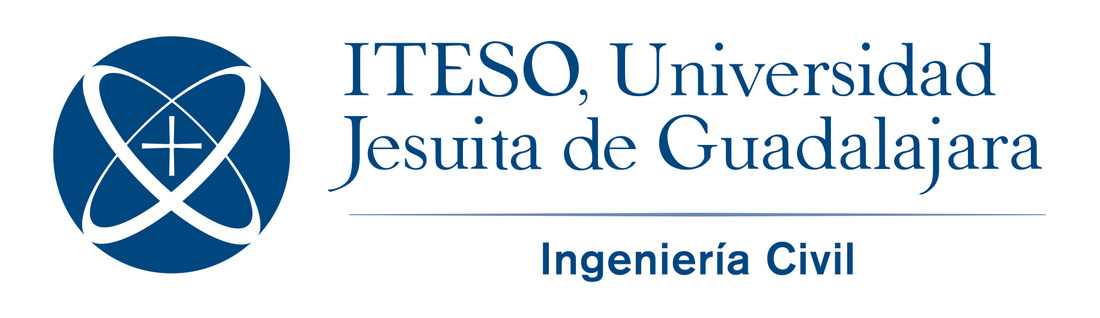 ITESO, Universidad
Jesuita de Guadalajara
Ingeniería Civil